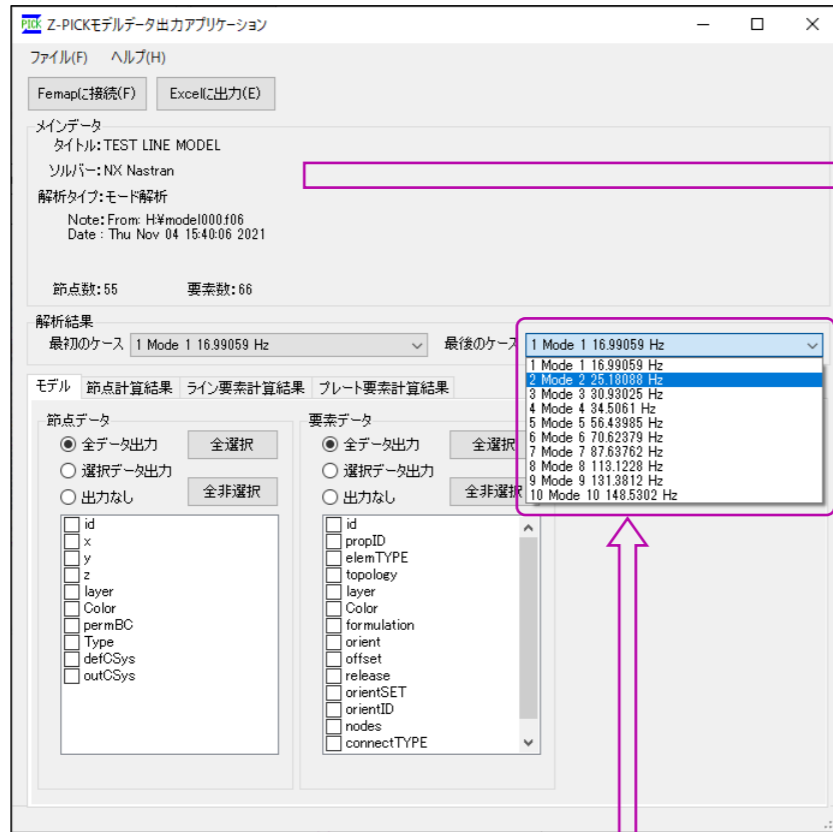 PICK Z-PICKモデルデータ出力アプリケーション
ファイル(F) ヘルプ(H)
Femapに接続(F) Excelに出力(E)
メインデータ
タイトル:TEST LINE MODEL
ソルバー:NX Nastran
解析タイプ:モード解析
Note:From: H:¥model000.f06
Date : Thu Nov 04 15:40:06 2021
節点数:55 要素数:66
解析結果
最初のケース 1 Mode 1 16.99059 Hz 最後のケース 1 Mode 1 16.99059 Hz
1 Mode 1 16.99059 Hz
2 Mode 2 25.18088 Hz
3 Mode 3 30.93025 Hz
4 Mode 4 34.5061 Hz
5 Mode 5 56.43985 Hz
6 Mode 6 70.62379 Hz
7 Mode 7 87.63762 Hz
8 Mode 8 113.1228 Hz
9 Mode 9 131.3812 Hz
10 Mode 10 148.5302 Hz
モデル 節点計算結果 ライン要素計算結果 プレート要素計算結果
節点データ
全データ出力 全選択
選択データ出力
出力なし 全非選択
id
x
y
z
layer
Color
permBC
Type
defCSys
outCSys
要素データ
全データ出力 全選択
選択データ出力
出力なし 全非選択
id
propID
elemTYPE
topology
layer
Color
formulation
orient
offset
release
orientSET
orientID
nodes
connectTYPE